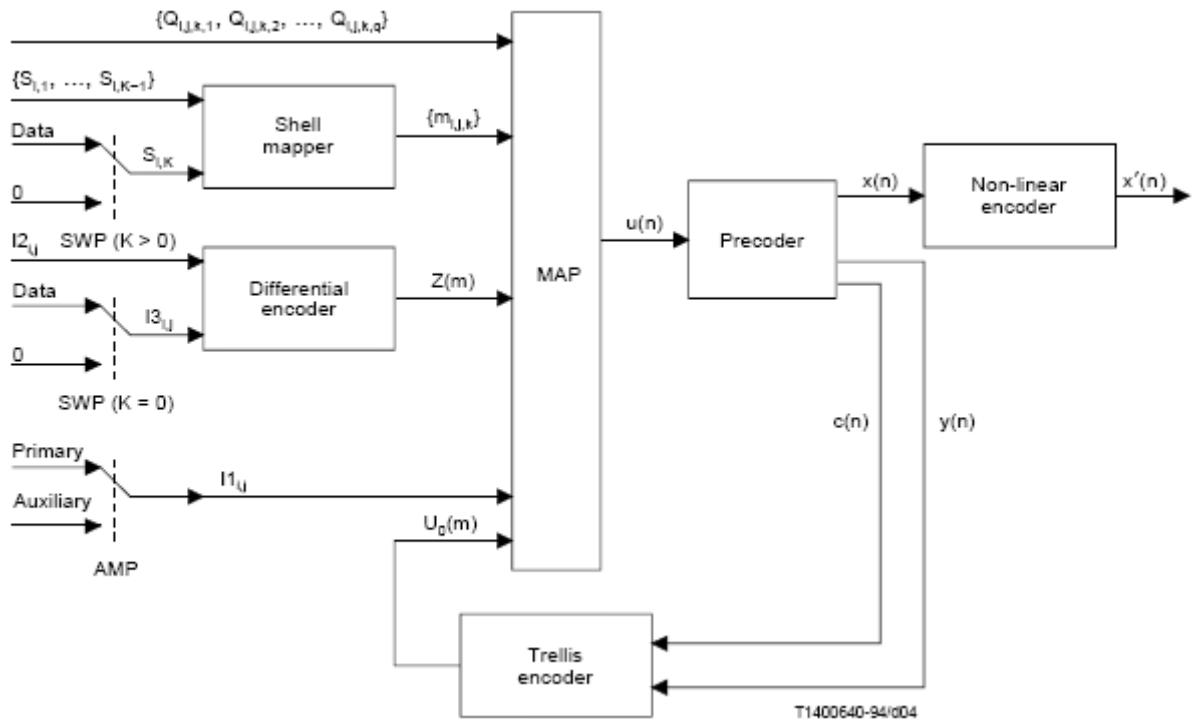 {Q_{i,j,k,1}, Q_{i,j,k,2}, ..., Q_{i,j,k,q}}
{S_{i,1}, ..., S_{i,K–1}}
Shell
mapper
{m_{i,j,k}}
Data
S_{i,K}
0
SWP (K > 0)
I2_{i,j}
Differential
encoder
Z(m)
Data
I3_{i,j}
0
SWP (K = 0)
MAP
u(n)
Precoder
x(n)
Non-linear
encoder
x′(n)
c(n)
y(n)
Primary
I1_{i,j}
Auxiliary
AMP
U_0(m)
Trellis
encoder
T1400640-94/d04